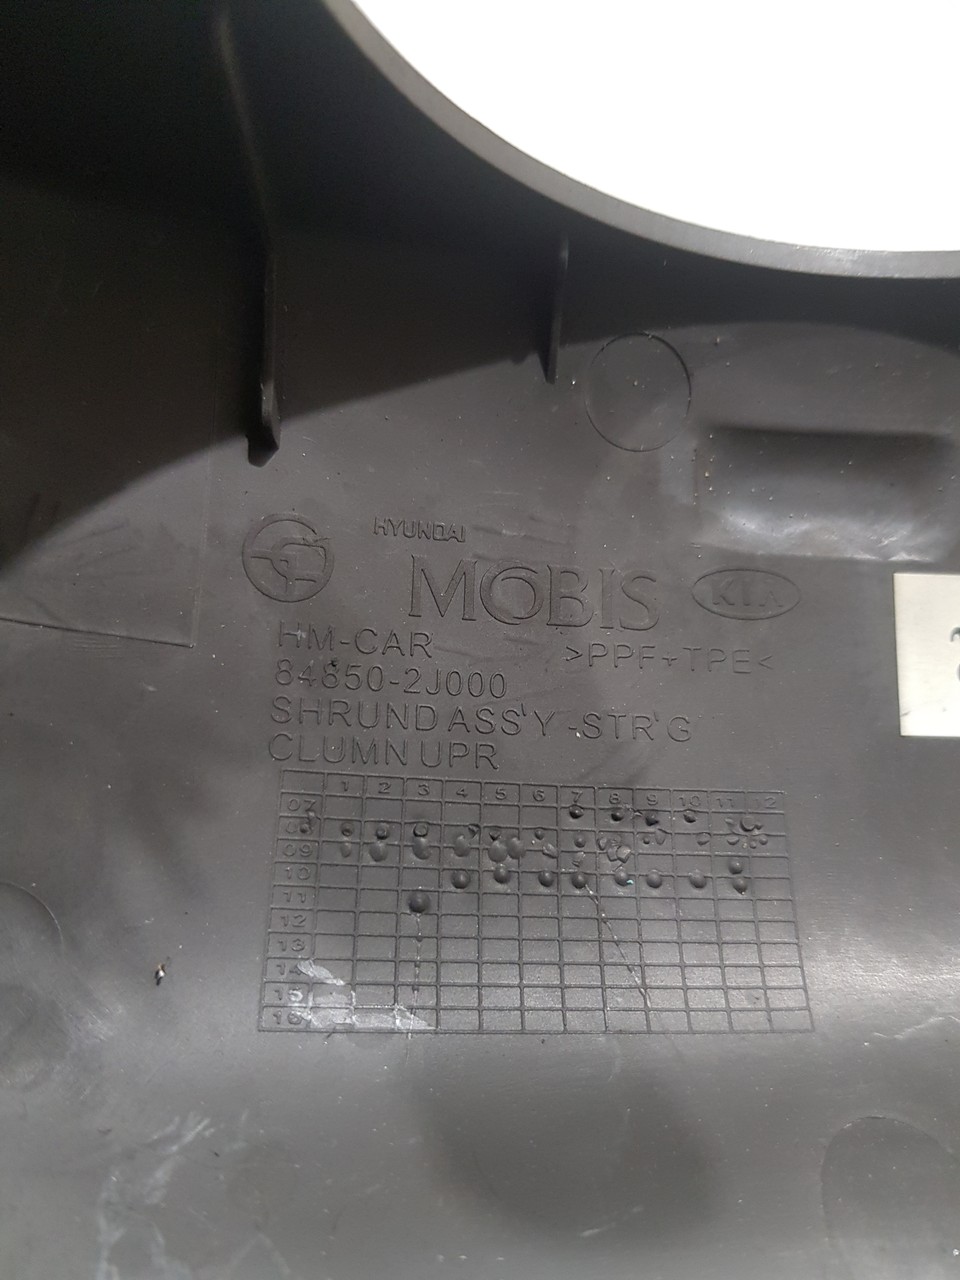 HYUNDAI
MOBIS KIA
HM-CAR >PPF+TPE<
84850-2J000
SHRUND ASS'Y -STR'G
CLUMN UPR
1 2 3 4 5 6 7 8 9 10 11 12
07
08
09
10
11
12
13
14
15
16